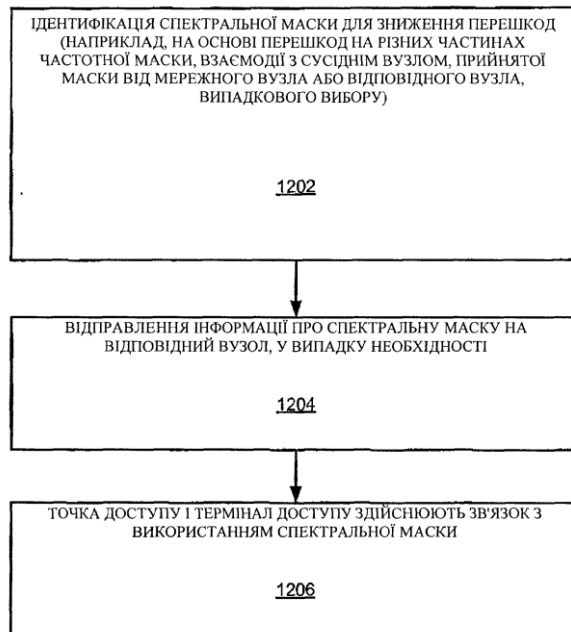 ІДЕНТИФІКАЦІЯ СПЕКТРАЛЬНОЇ МАСКИ ДЛЯ ЗНИЖЕННЯ ПЕРЕШКОД
(НАПРИКЛАД, НА ОСНОВІ ПЕРЕШКОД НА РІЗНИХ ЧАСТИНАХ
ЧАСТОТНОЇ МАСКИ, ВЗАЄМОДІЇ З СУСІДНІМ ВУЗЛОМ, ПРИЙНЯТОЇ
МАСКИ ВІД МЕРЕЖНОГО ВУЗЛА АБО ВІДПОВІДНОГО ВУЗЛА,
ВИПАДКОВОГО ВИБОРУ)
1202
ВІДПРАВЛЕННЯ ІНФОРМАЦІЇ ПРО СПЕКТРАЛЬНУ МАСКУ НА
ВІДПОВІДНИЙ ВУЗОЛ, У ВИПАДКУ НЕОБХІДНОСТІ
1204
ТОЧКА ДОСТУПУ І ТЕРМІНАЛ ДОСТУПУ ЗДІЙСНЮЮТЬ ЗВ'ЯЗОК З
ВИКОРИСТАННЯМ СПЕКТРАЛЬНОЇ МАСКИ
1206